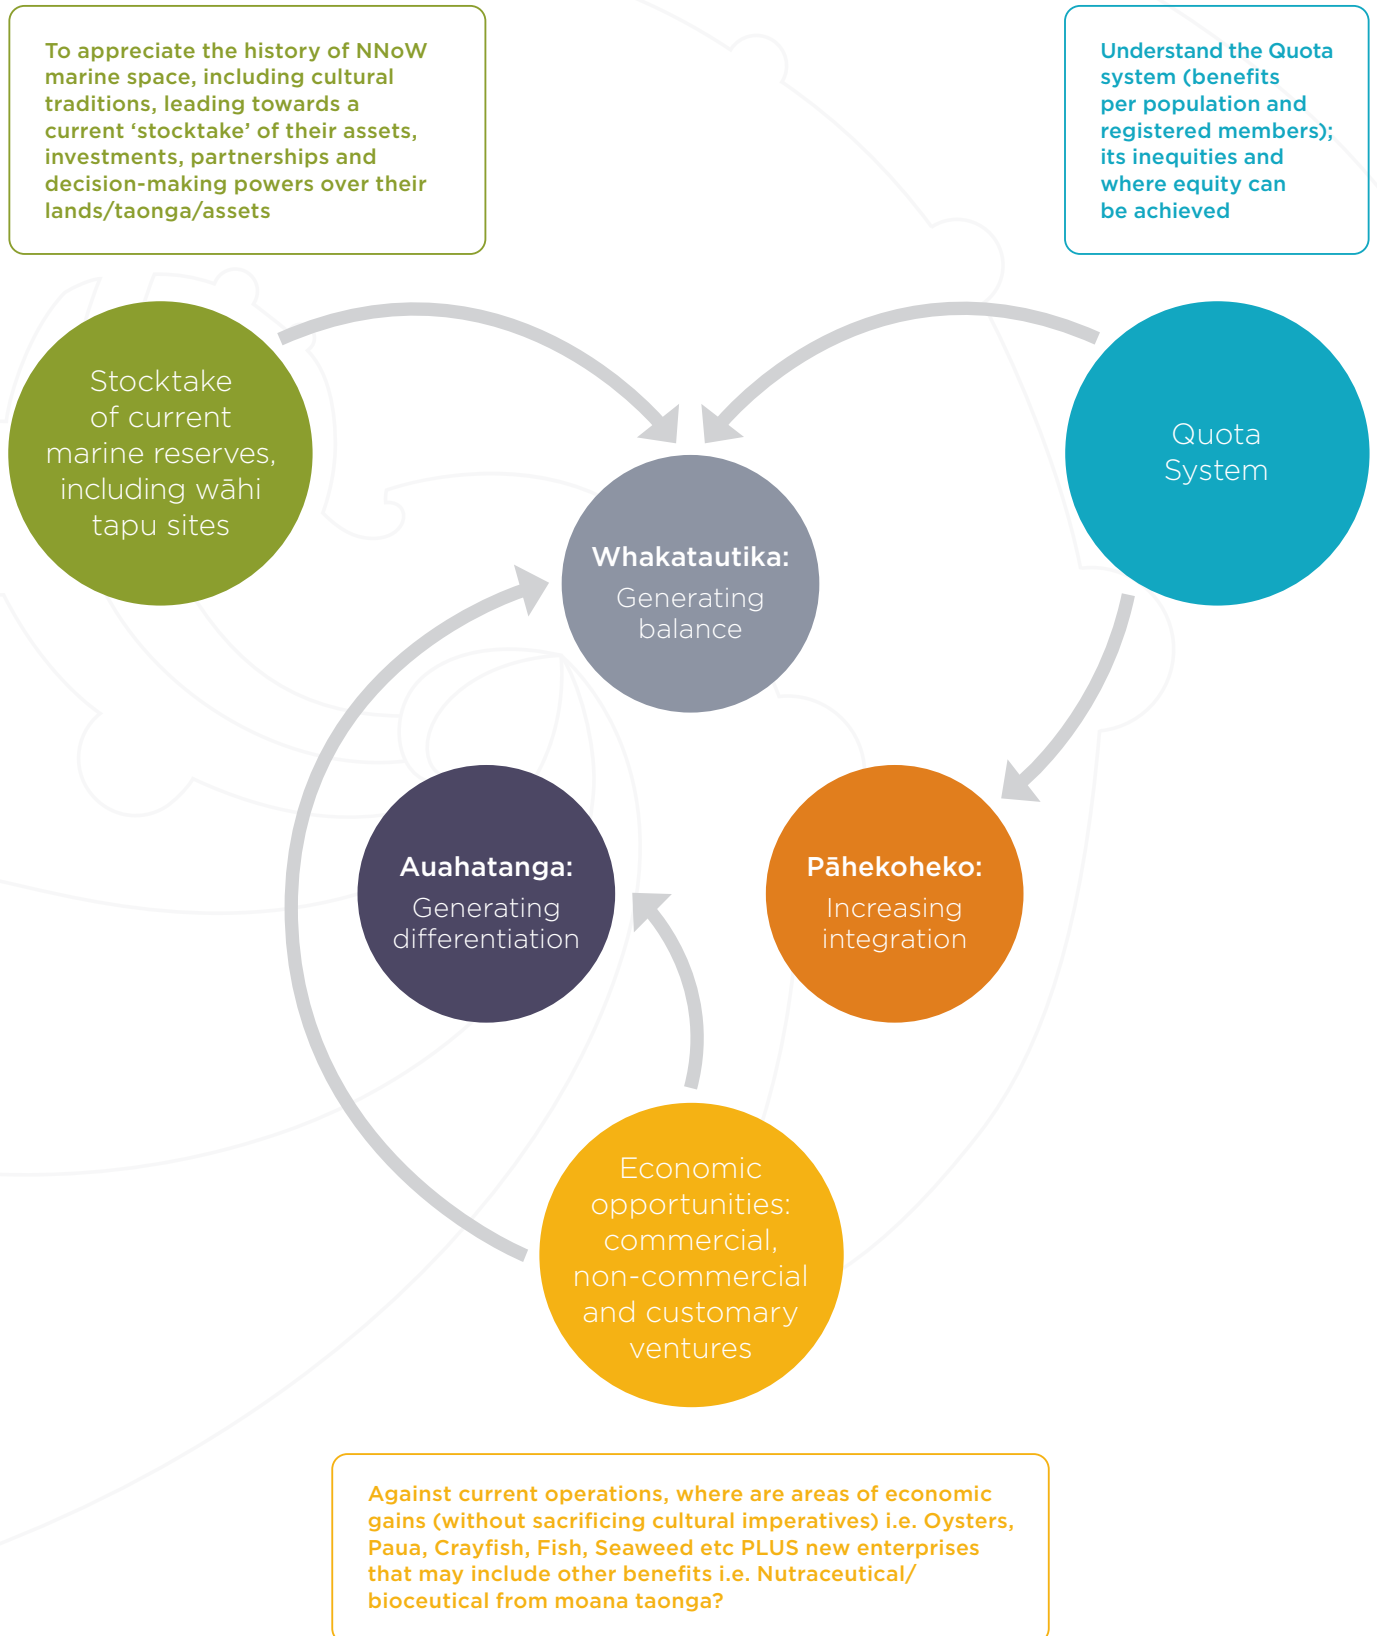 To appreciate the history of NNoW
marine space, including cultural
traditions, leading towards a
current ‘stocktake’ of their assets,
investments, partnerships and
decision-making powers over their
lands/taonga/assets
Understand the Quota
system (benefits
per population and
registered members);
its inequities and
where equity can
be achieved
Stocktake
of current
marine reserves,
including wāhi
tapu sites
Quota
System
Whakatautika:
Generating
balance
Auahatanga:
Generating
differentiation
Pāhekoheko:
Increasing
integration
Economic
opportunities:
commercial,
non-commercial
and customary
ventures
Against current operations, where are areas of economic
gains (without sacrificing cultural imperatives) i.e. Oysters,
Paua, Crayfish, Fish, Seaweed etc PLUS new enterprises
that may include other benefits i.e. Nutraceutical/
bioceutical from moana taonga?